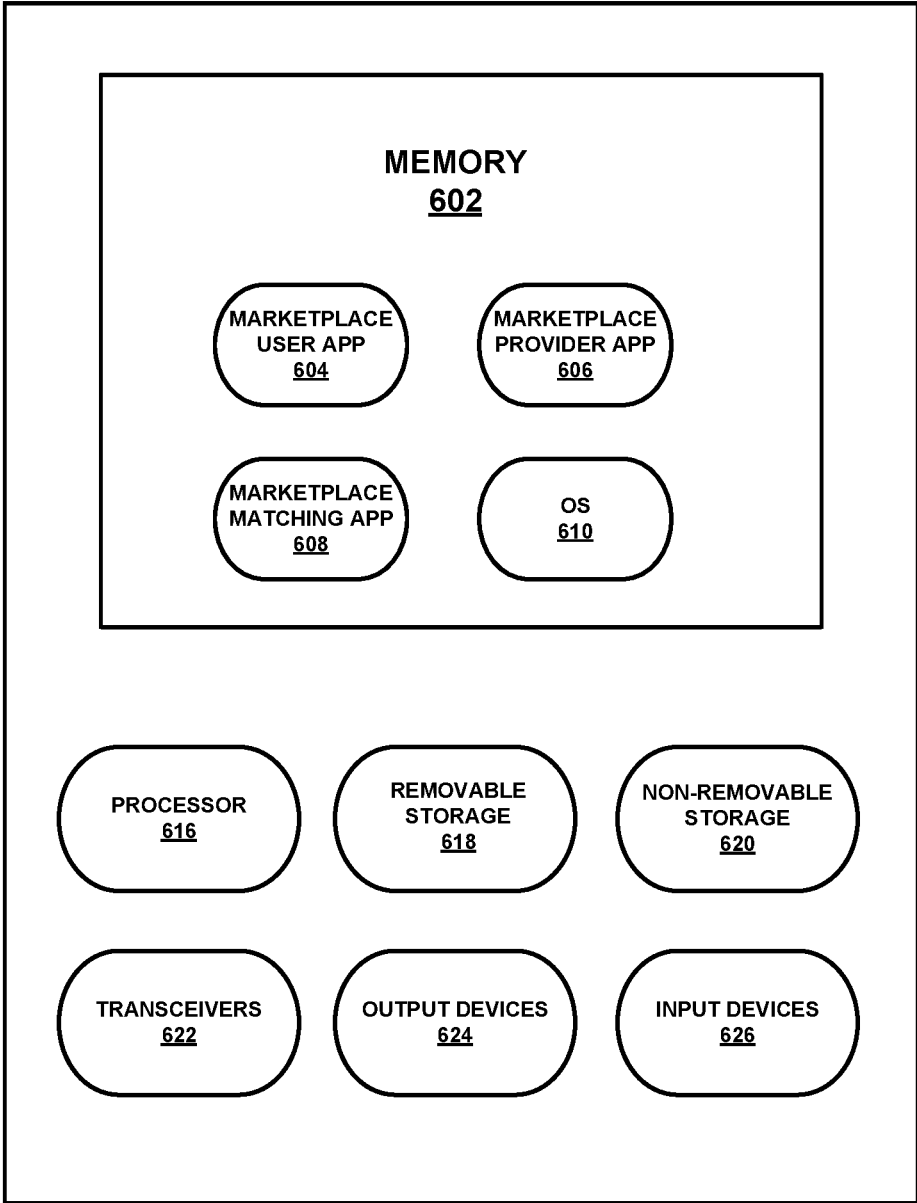 MEMORY
602
MARKETPLACE
USER APP
604
MARKETPLACE
PROVIDER APP
606
MARKETPLACE
MATCHING APP
608
OS
610
PROCESSOR
616
REMOVABLE
STORAGE
618
NON-REMOVABLE
STORAGE
620
TRANSCEIVERS
622
OUTPUT DEVICES
624
INPUT DEVICES
626